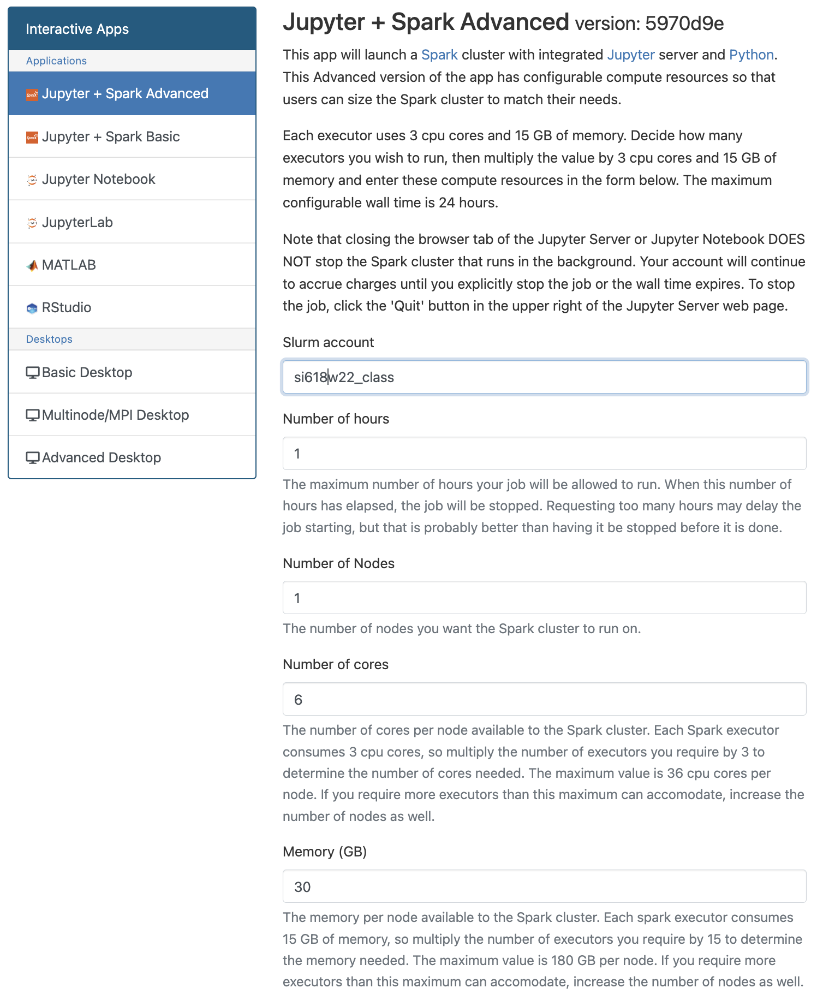 Interactive Apps
Applications
Jupyter + Spark Advanced
Jupyter + Spark Basic
Jupyter Notebook
JupyterLab
MATLAB
RStudio
Desktops
Basic Desktop
Multinode/MPI Desktop
Advanced Desktop
Jupyter + Spark Advanced version: 5970d9e
This app will launch a Spark cluster with integrated Jupyter server and Python.
This Advanced version of the app has configurable compute resources so that
users can size the Spark cluster to match their needs.
Each executor uses 3 cpu cores and 15 GB of memory. Decide how many
executors you wish to run, then multiply the value by 3 cpu cores and 15 GB of
memory and enter these compute resources in the form below. The maximum
configurable wall time is 24 hours.
Note that closing the browser tab of the Jupyter Server or Jupyter Notebook DOES
NOT stop the Spark cluster that runs in the background. Your account will continue
to accrue charges until you explicitly stop the job or the wall time expires. To stop
the job, click the 'Quit' button in the upper right of the Jupyter Server web page.
Slurm account
si618w22_class
Number of hours
1
The maximum number of hours your job will be allowed to run. When this number of
hours has elapsed, the job will be stopped. Requesting too many hours may delay the
job starting, but that is probably better than having it be stopped before it is done.
Number of Nodes
1
The number of nodes you want the Spark cluster to run on.
Number of cores
6
The number of cores per node available to the Spark cluster. Each Spark executor
consumes 3 cpu cores, so multiply the number of executors you require by 3 to
determine the number of cores needed. The maximum value is 36 cpu cores per
node. If you require more executors than this maximum can accomodate, increase the
number of nodes as well.
Memory (GB)
30
The memory per node available to the Spark cluster. Each spark executor consumes
15 GB of memory, so multiply the number of executors you require by 15 to determine
the memory needed. The maximum value is 180 GB per node. If you require more
executors than this maximum can accomodate, increase the number of nodes as well.